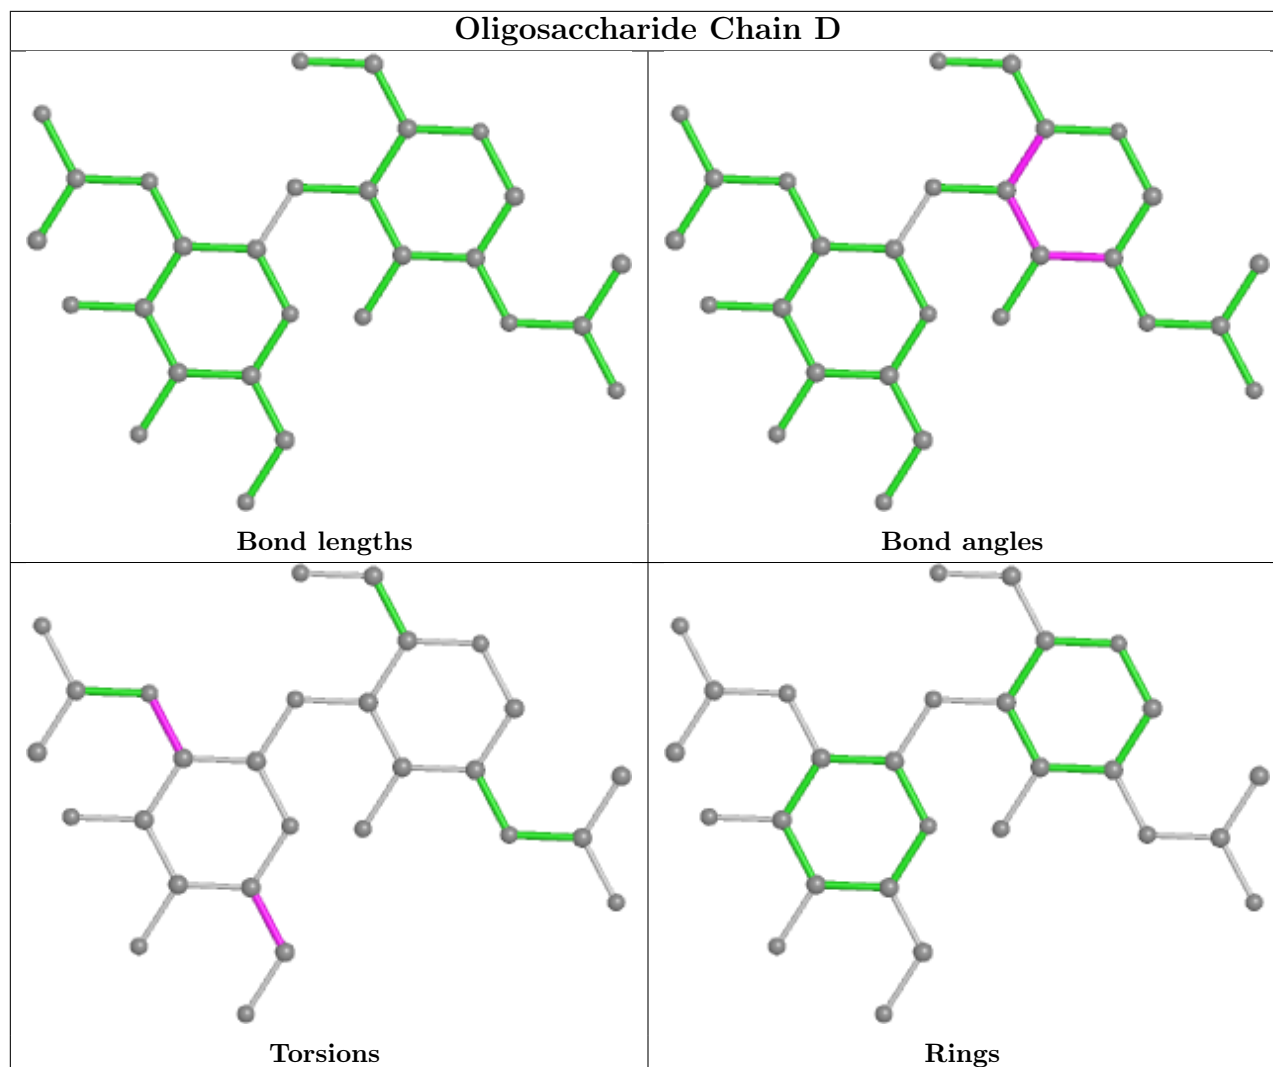 Oligosaccharide Chain D
Bond lengths
Bond angles
Torsions
Rings